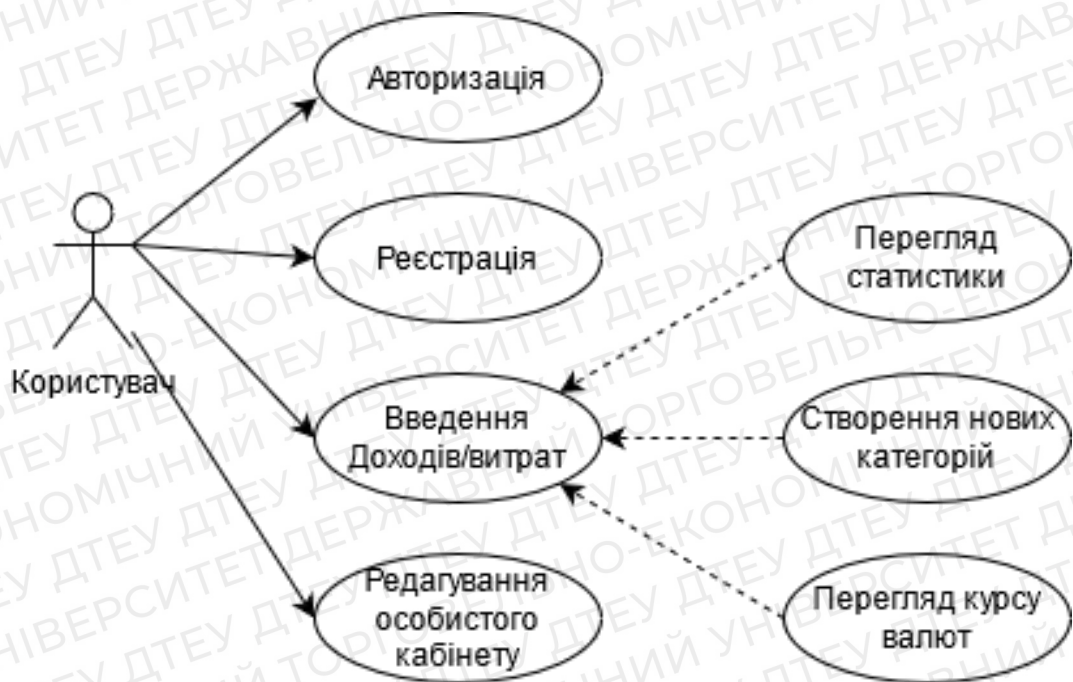 Авторизація
Реєстрація
Користувач
Введення
Доходів/витрат
Редагування
особистого
кабінету
Перегляд
статистики
Створення нових
категорій
Перегляд курсу
валют